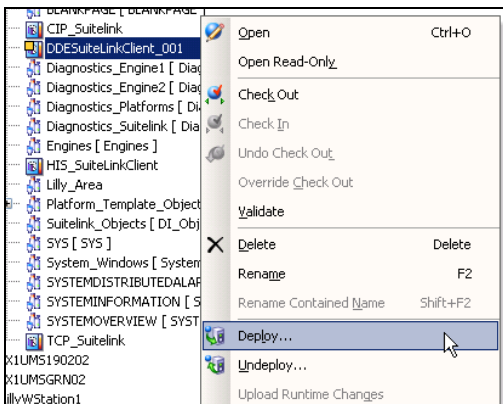 BLANKPAGE [ BLANKPAGE ]
CIP_Suitelink
DDESuiteLinkClient_001
Diagnostics_Engine1 [ Diag
Diagnostics_Engine2 [ Diag
Diagnostics_Platforms [ Dia
Diagnostics_Suitelink [ Dia
Engines [ Engines ]
HIS_SuiteLinkClient
Lilly_Area
Platform_Template_Object
Suitelink_Objects [ DI_Obj
SYS [ SYS ]
System_Windows [ System
SYSTEMDISTRIBUTEDALAR
SYSTEMINFORMATION [ S
SYSTEMOVERVIEW [ SYST
TCP_Suitelink
X1UMS190202
X1UMSGRN02
illyWStation1
Open Ctrl+O
Open Read-Only
Check Out
Check In
Undo Check Out
Override Check Out
Validate
Delete Delete
Rename F2
Rename Contained Name Shift+F2
Deploy...
Undeploy...
Upload Runtime Changes